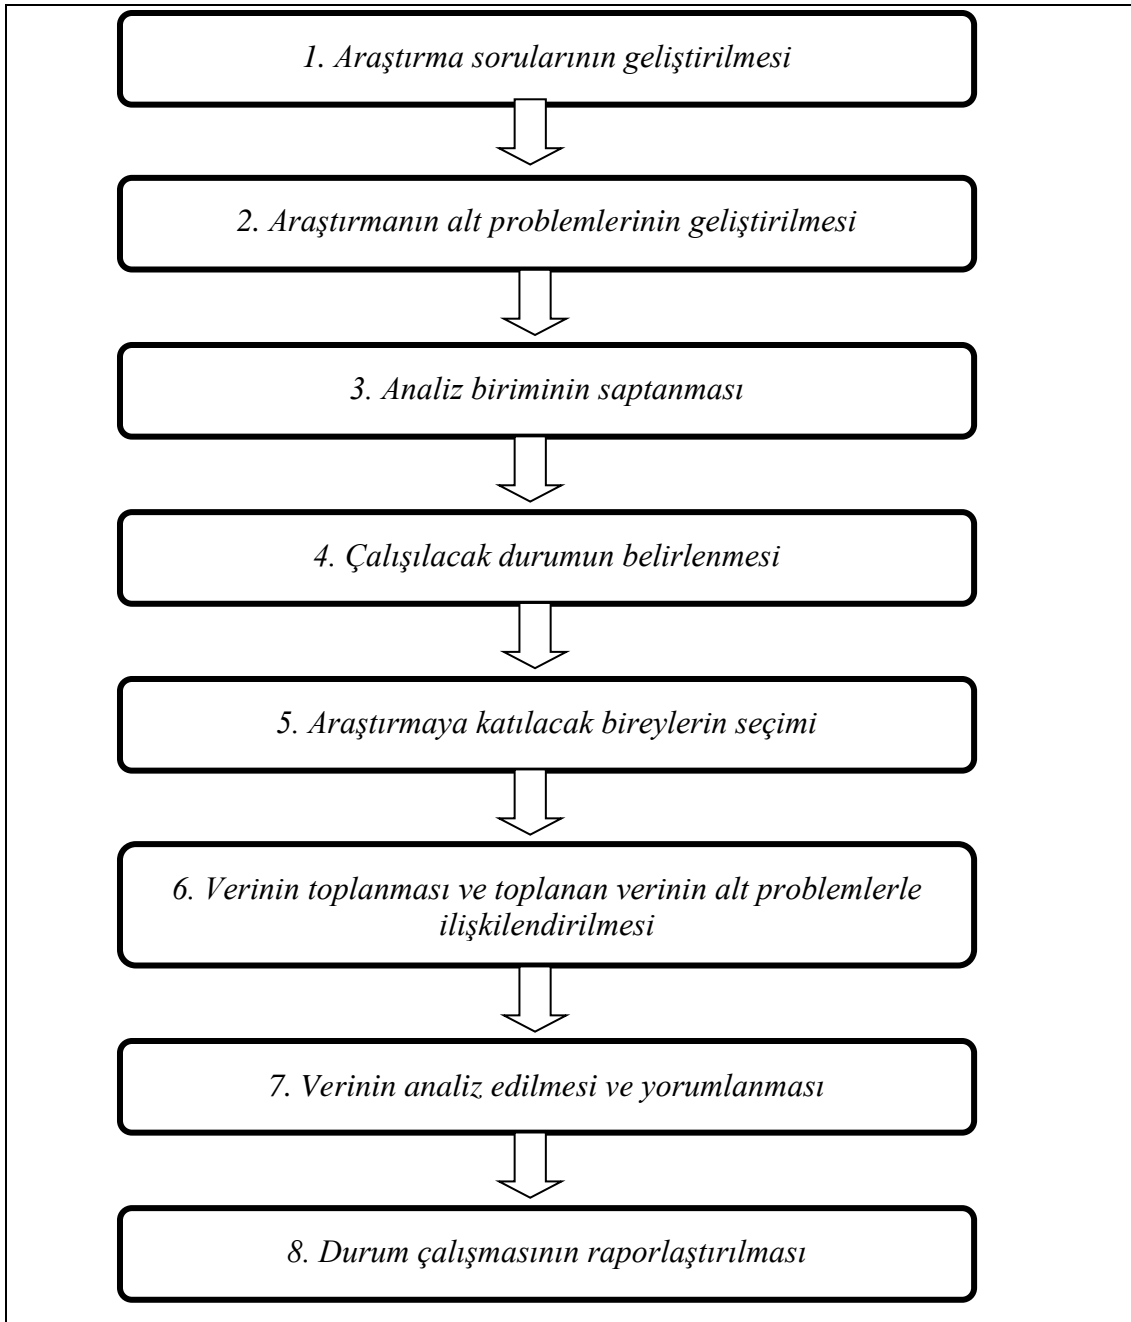 1. Araştırma sorularının geliştirilmesi
2. Araştırmanın alt problemlerinin geliştirilmesi
3. Analiz biriminin saptanması
4. Çalışılacak durumun belirlenmesi
5. Araştırmaya katılacak bireylerin seçimi
6. Verinin toplanması ve toplanan verinin alt problemlerle
ilişkilendirilmesi
7. Verinin analiz edilmesi ve yorumlanması
8. Durum çalışmasının raporlaştırılması